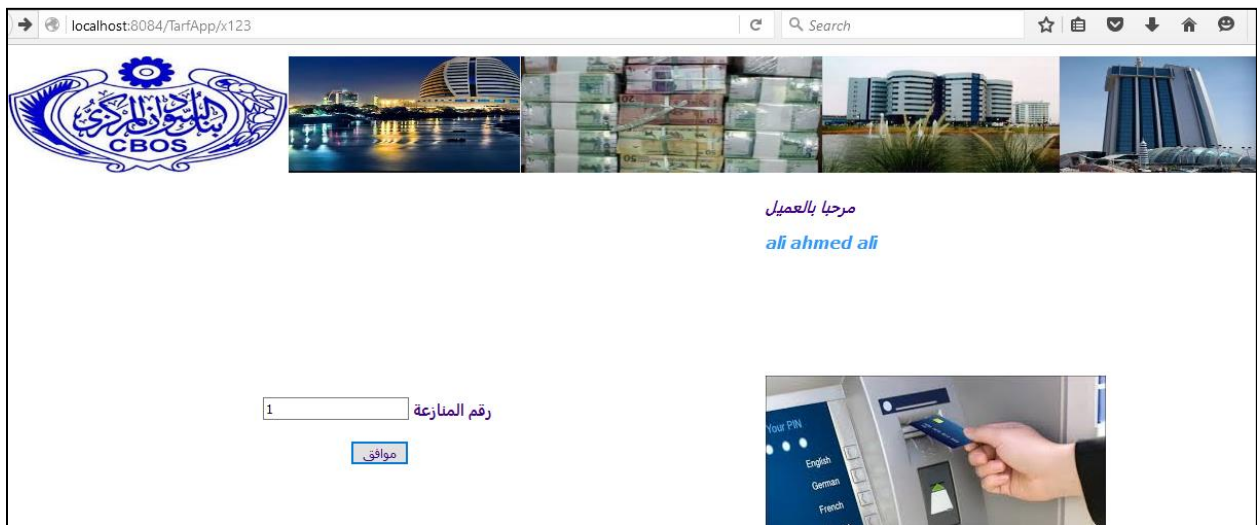 localhost:8084/TarfApp/x123
Search
بنك السودان المركزي
CBOS
مرحبا بالعميل
ali ahmed ali
رقم المنازعة 1
موافق
Your PIN
English
German
French